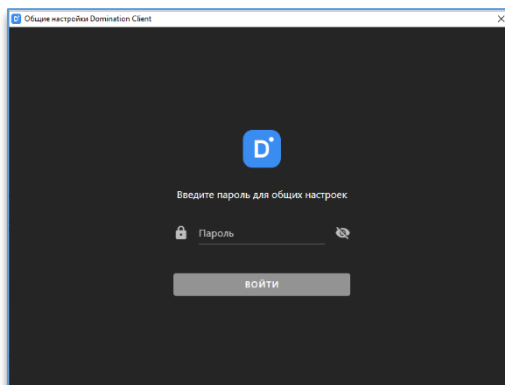 Общие настройки Domination Client
D
Введите пароль для общих настроек
Пароль
ВОЙТИ